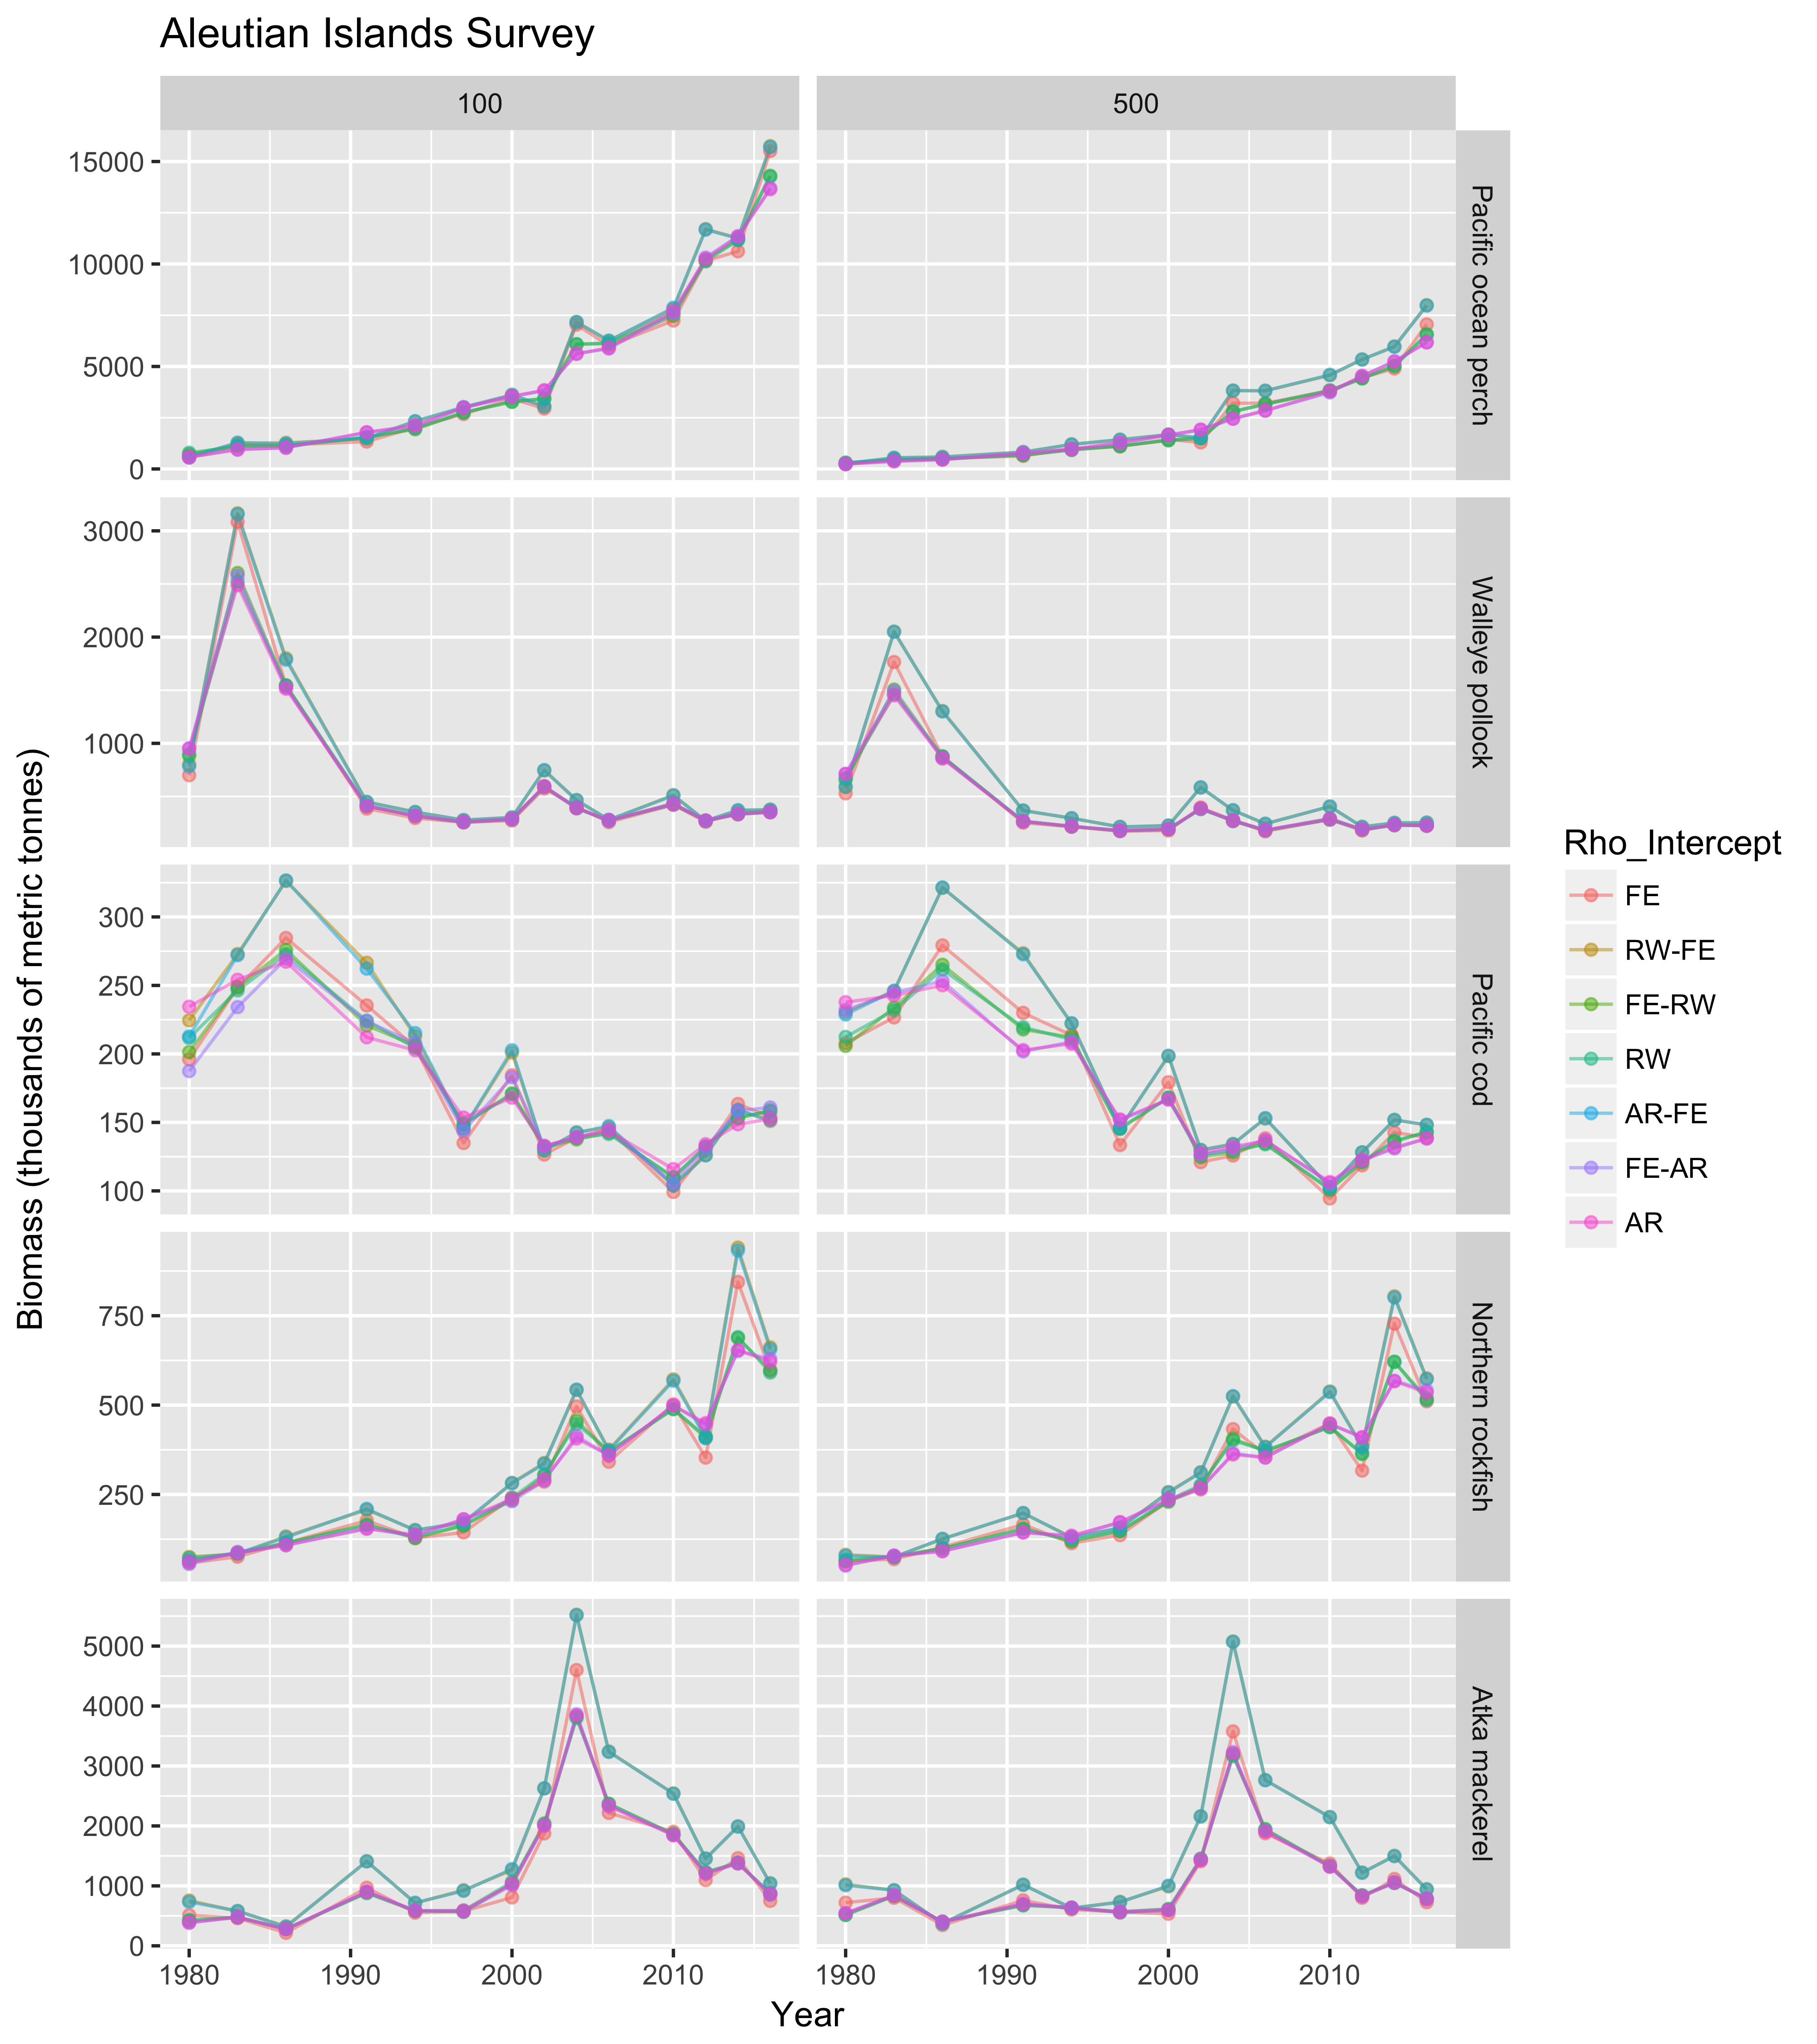 Aleutian Islands Survey
100
500
15000
10000
5000
0
Pacific ocean perch
3000
2000
1000
Walleye pollock
300
250
200
150
100
Pacific cod
750
500
250
Northern rockfish
5000
4000
3000
2000
1000
0
Atka mackerel
1980 1990 2000 2010
1980 1990 2000 2010
Year
Biomass (thousands of metric tonnes)
Rho_Intercept
FE
RW-FE
FE-RW
RW
AR-FE
FE-AR
AR